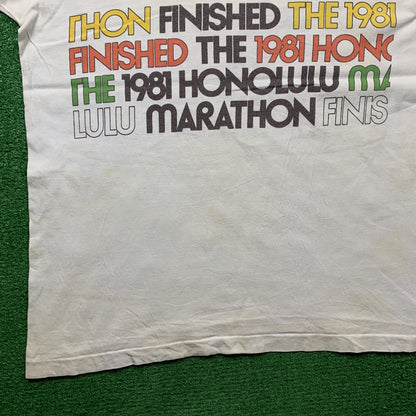 THON FINISHED THE 1981
FINISHED THE 1981 HONO
THE 1981 HONOLULU MA
LULU MARATHON FINIS